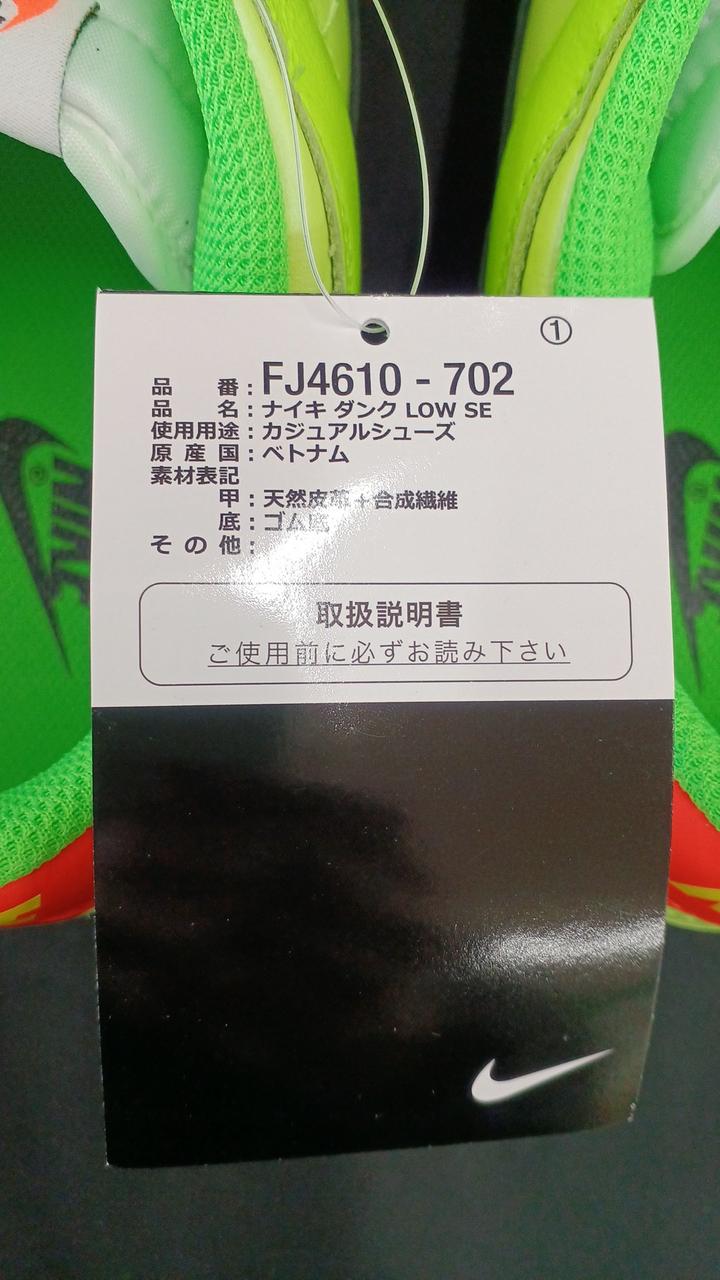 ①
品番:FJ4610 - 702
品名:ナイキ ダンク LOW SE
使用用途:カジュアルシューズ
原産国:ベトナム
素材表記
甲:天然皮革+合成繊維
底:ゴム底
その他:
取扱説明書
ご使用前に必ずお読み下さい
NIKE
NIKE